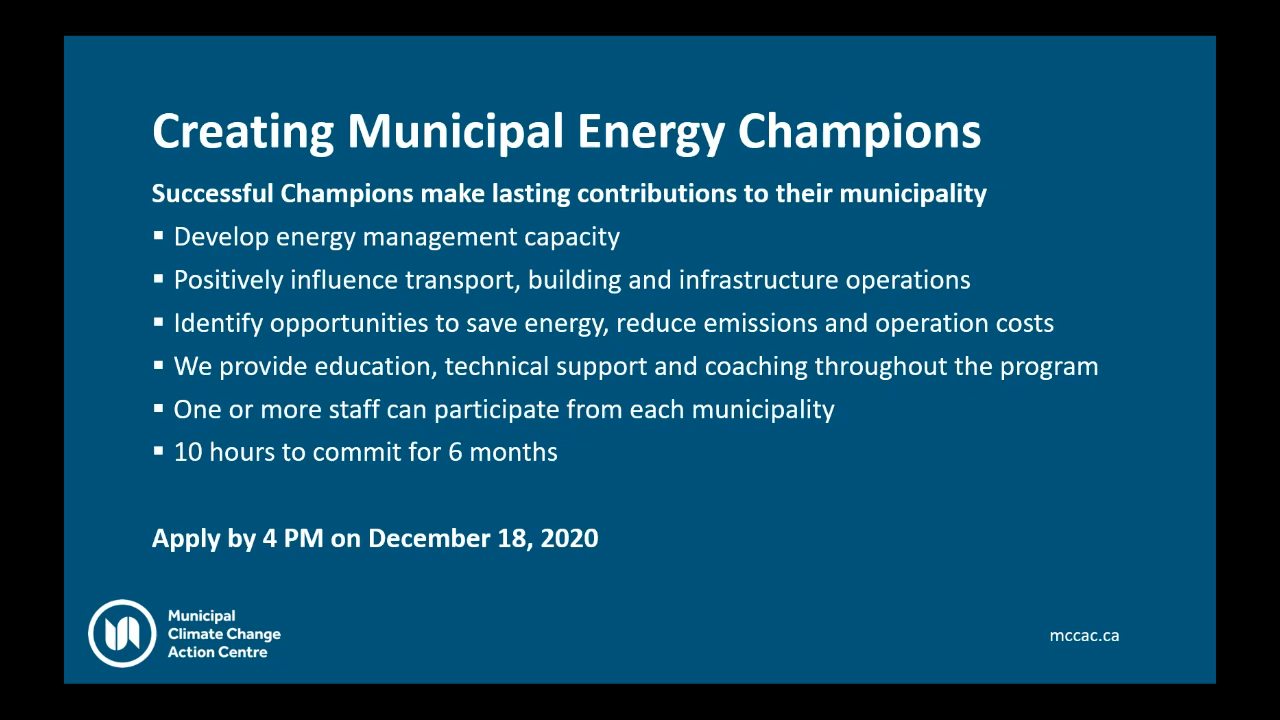 Creating Municipal Energy Champions
Successful Champions make lasting contributions to their municipality
▪ Develop energy management capacity
▪ Positively influence transport, building and infrastructure operations
▪ Identify opportunities to save energy, reduce emissions and operation costs
▪ We provide education, technical support and coaching throughout the program
▪ One or more staff can participate from each municipality
▪ 10 hours to commit for 6 months
Apply by 4 PM on December 18, 2020
Municipal
Climate Change
Action Centre
mccac.ca